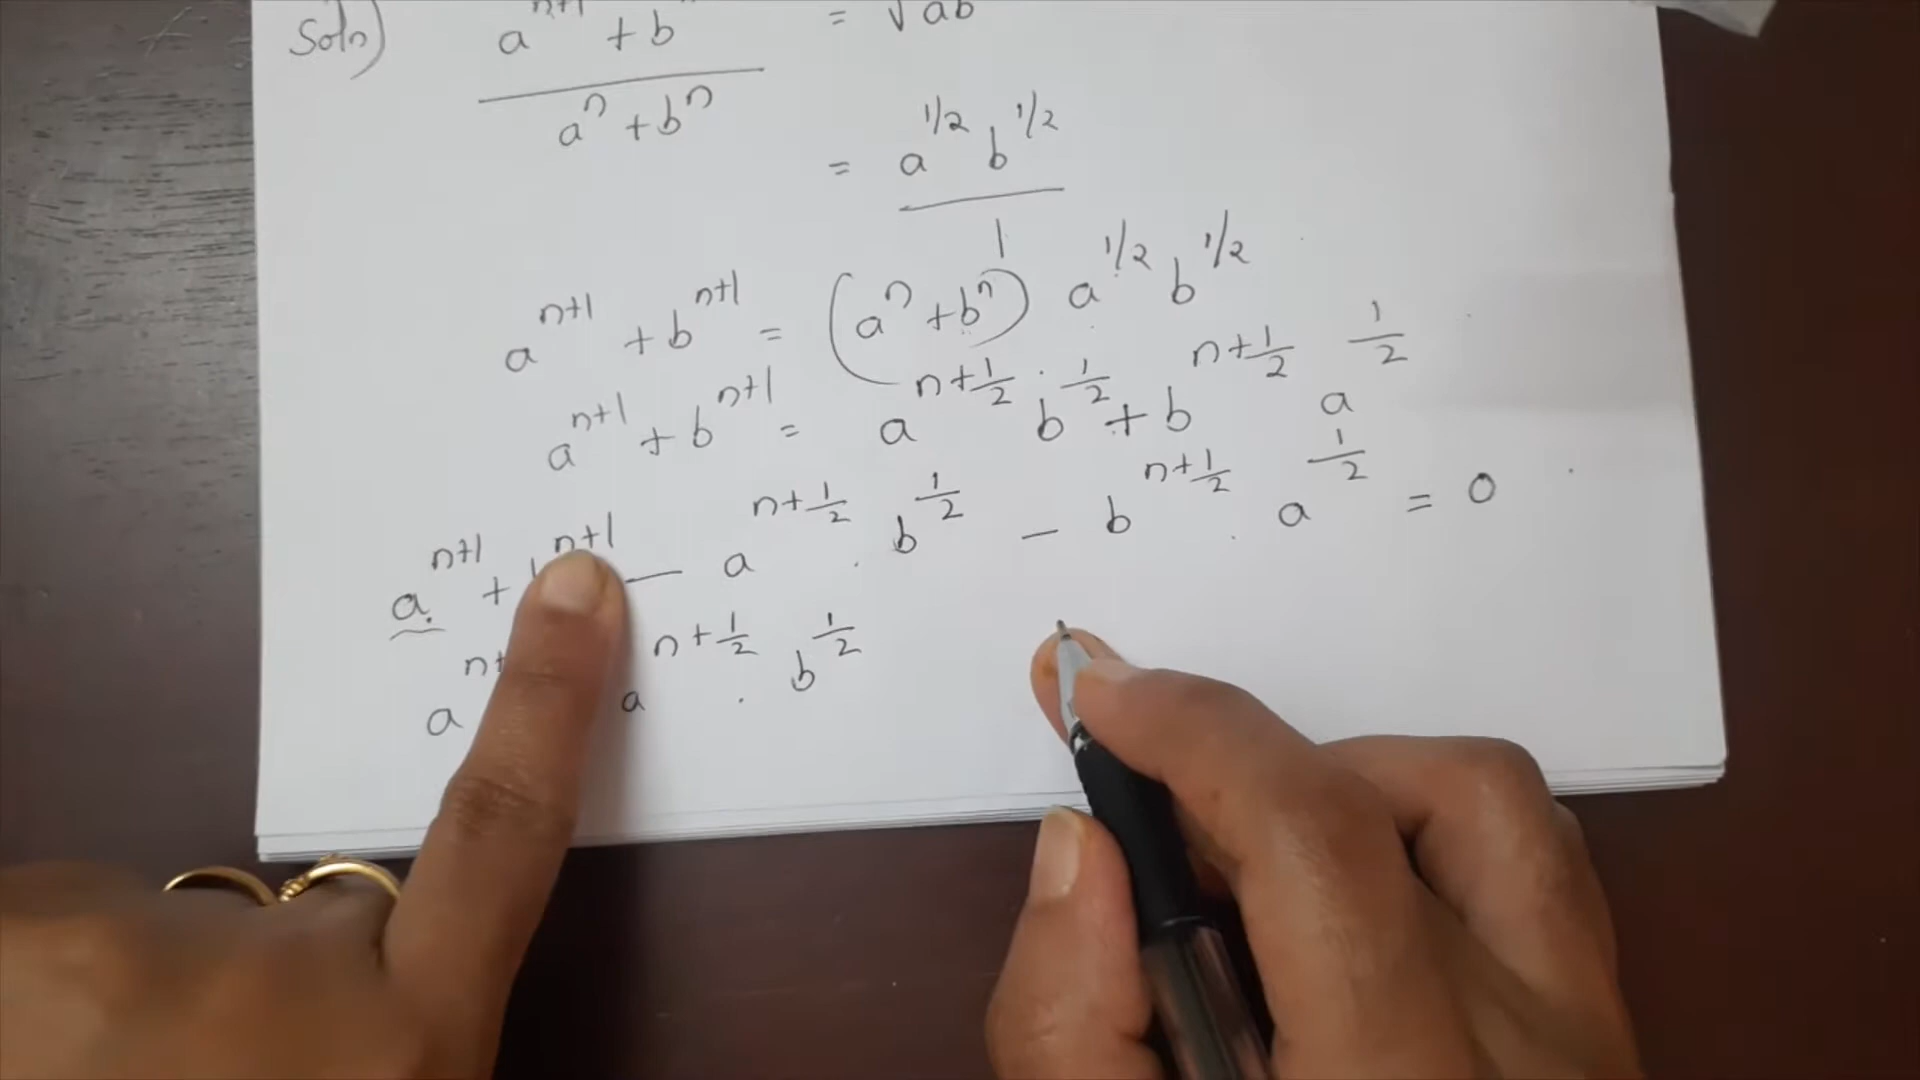 Soln)
a^{n+1} + b = √ab
a^n + b^n
= a^{1/2} b^{1/2}
1
a^{n+1} + b^{n+1} = (a^n + b^n) a^{1/2} b^{1/2}
a^{n+1} + b^{n+1} = a^{n+1/2} · b^{1/2} + b^{n+1/2} a^{1/2}
a^{n+1} + ^{n+1} — a^{n+1/2} · b^{1/2} — b^{n+1/2} · a^{1/2} = 0
a^{n+} a^{n+1/2} · b^{1/2}